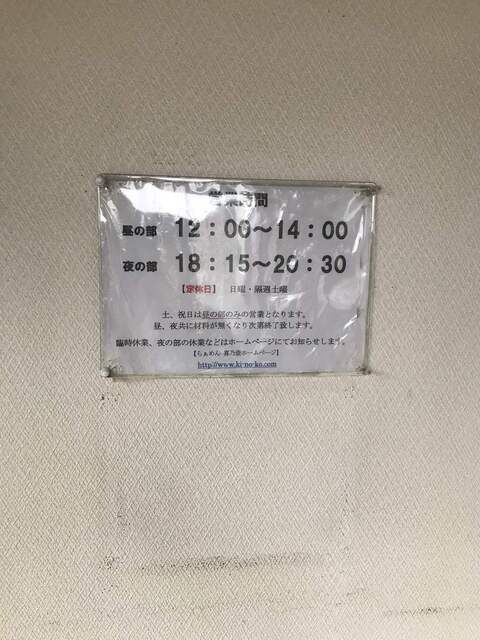 営業時間
昼の部 12：00～14：00
夜の部 18：15～20：30
【定休日】 日曜・隔週土曜
土、祝日は昼の部のみの営業となります。
昼、夜共に材料が無くなり次第終了致します。
臨時休業、夜の部の休業などはホームページにてお知らせします。
【らぁめん 喜乃壺ホームページ】
http://www.ki-no-ko.com